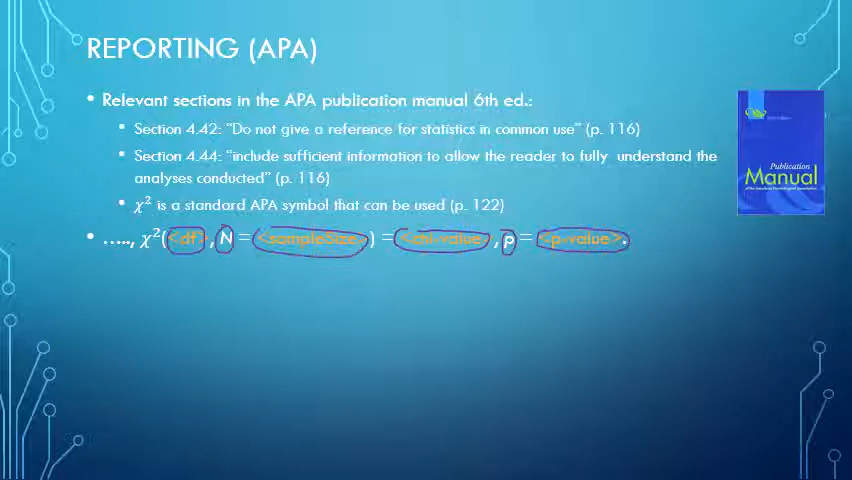 REPORTING (APA)
• Relevant sections in the APA publication manual 6th ed.:
• Section 4.42: “Do not give a reference for statistics in common use” (p. 116)
• Section 4.44: “include sufficient information to allow the reader to fully understand the
analyses conducted” (p. 116)
• χ² is a standard APA symbol that can be used (p. 122)
• ….., χ²(<df>, N = <sampleSize>) = <chi-value>, p = <p-value>.
Publication
Manual